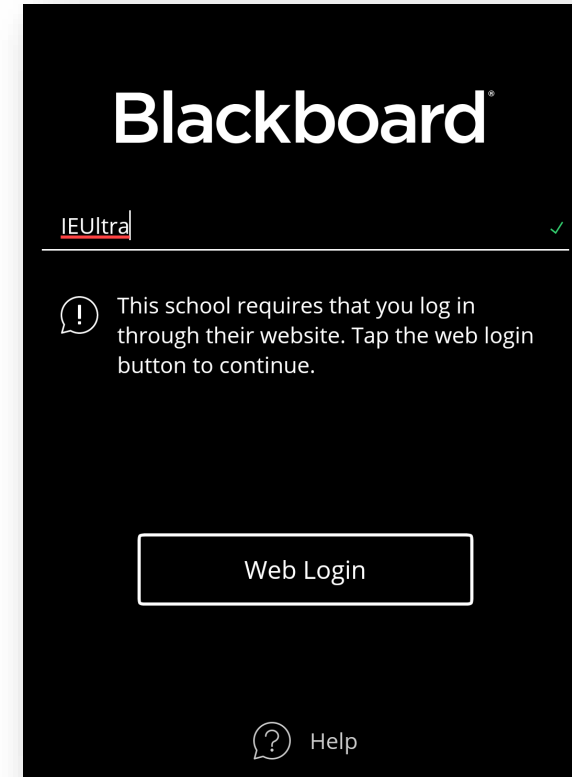 Blackboard®
IEUltra
This school requires that you log in
through their website. Tap the web login
button to continue.
Web Login
Help